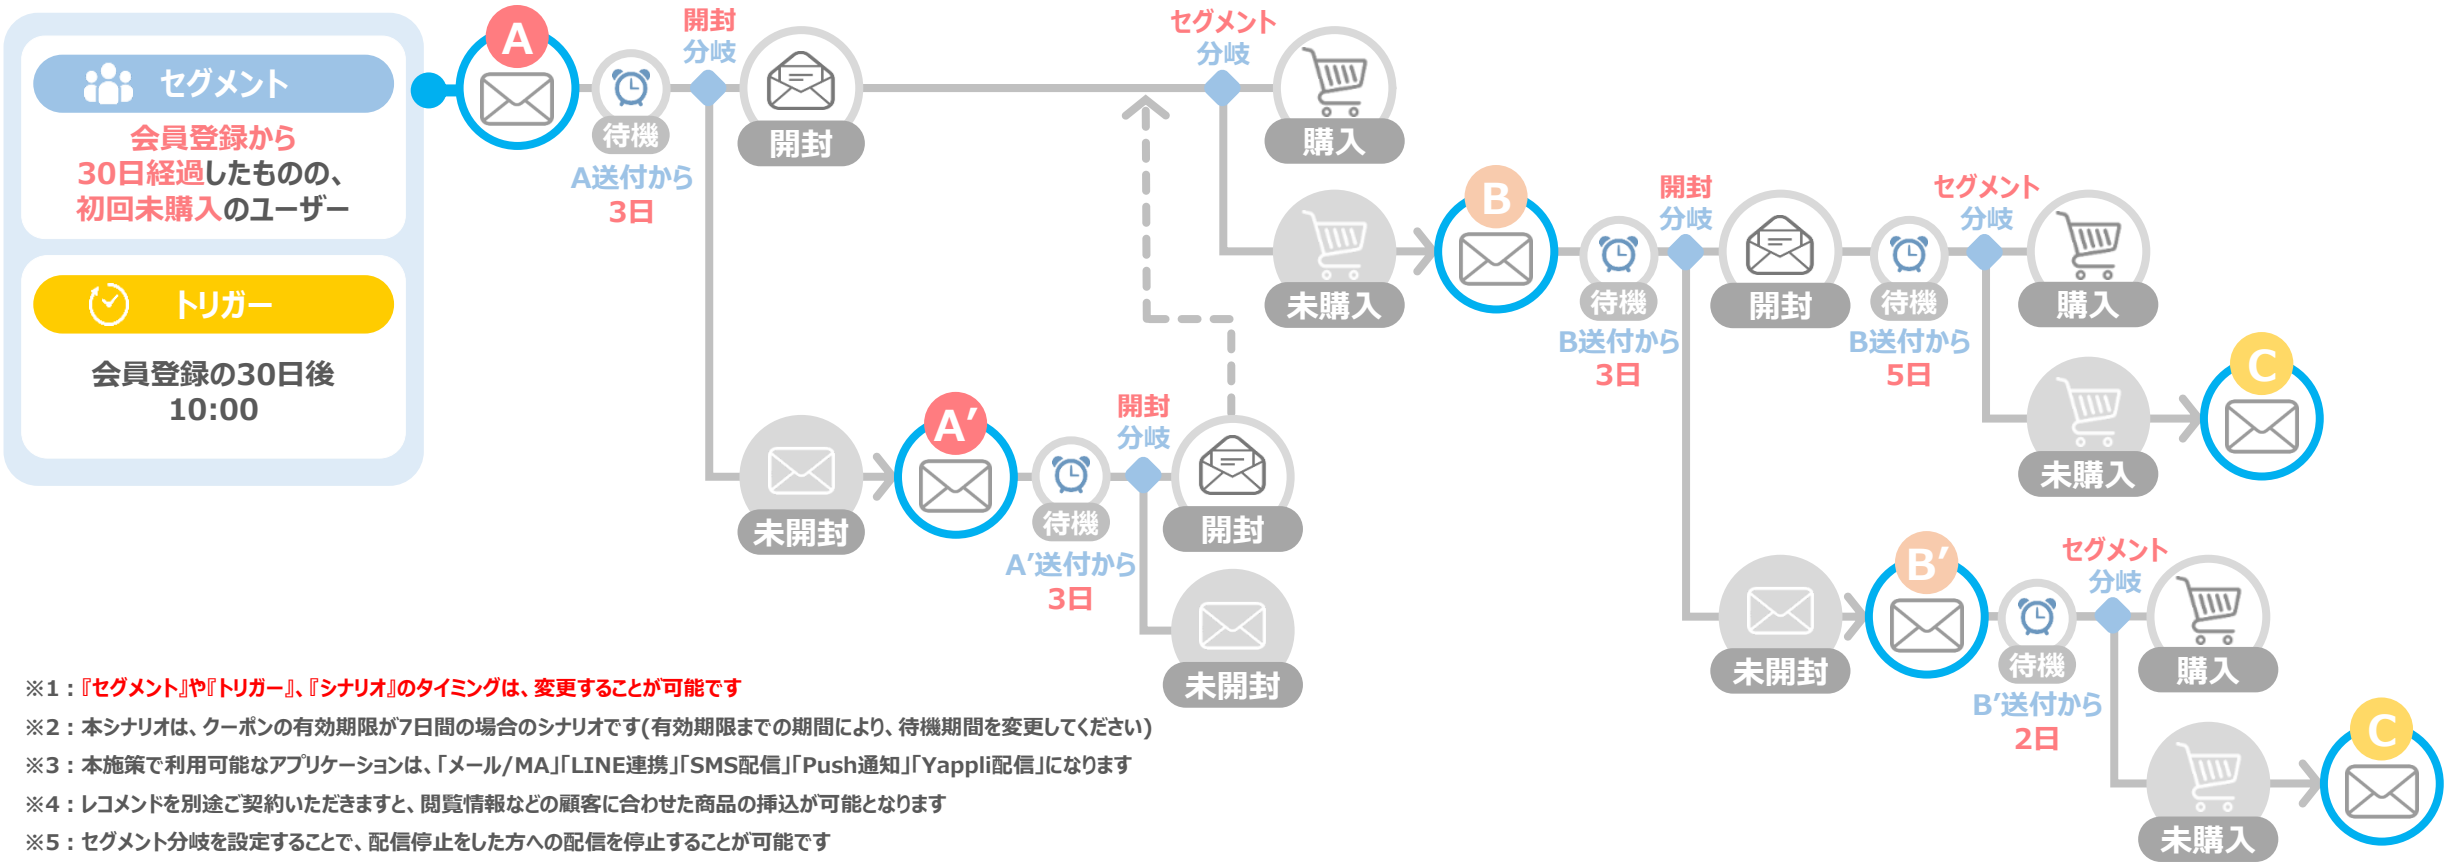 セグメント
会員登録から
30日経過したものの、
初回未購入のユーザー
トリガー
会員登録の30日後
10:00
A
待機
A送付から
3日
開封
分岐
開封
セグメント
分岐
購入
未購入
未開封
A′
待機
A′送付から
3日
開封
分岐
開封
未開封
B
待機
B送付から
3日
開封
分岐
開封
待機
B送付から
5日
セグメント
分岐
購入
未購入
C
未開封
B′
待機
B′送付から
2日
セグメント
分岐
購入
未購入
C
※1：『セグメント』や『トリガー』、『シナリオ』のタイミングは、変更することが可能です
※2：本シナリオは、クーポンの有効期限が7日間の場合のシナリオです(有効期限までの期間により、待機期間を変更してください)
※3：本施策で利用可能なアプリケーションは、「メール/MA」「LINE連携」「SMS配信」「Push通知」「Yappli配信」になります
※4：レコメンドを別途ご契約いただきますと、閲覧情報などの顧客に合わせた商品の挿込が可能となります
※5：セグメント分岐を設定することで、配信停止をした方への配信を停止することが可能です